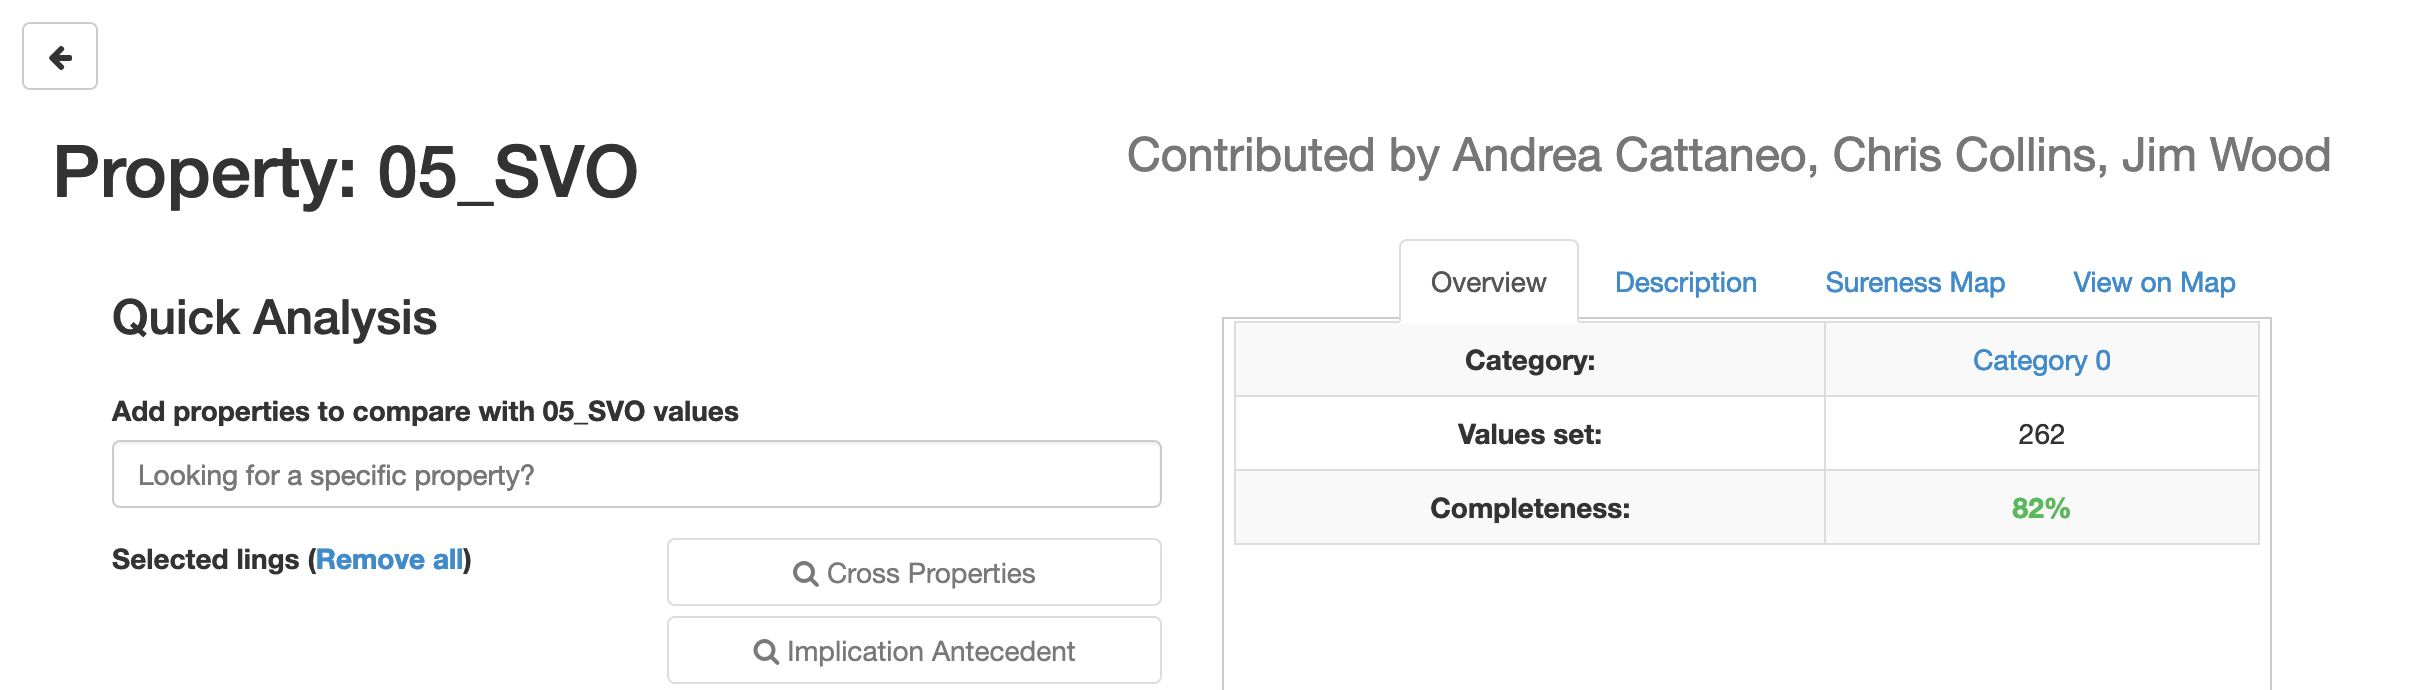 Property: 05_SVO
Contributed by Andrea Cattaneo, Chris Collins, Jim Wood
Quick Analysis
Add properties to compare with 05_SVO values
Looking for a specific property?
Selected lings (Remove all)
Cross Properties
Implication Antecedent
Overview Description Sureness Map View on Map
Category: Category 0
Values set: 262
Completeness: 82%